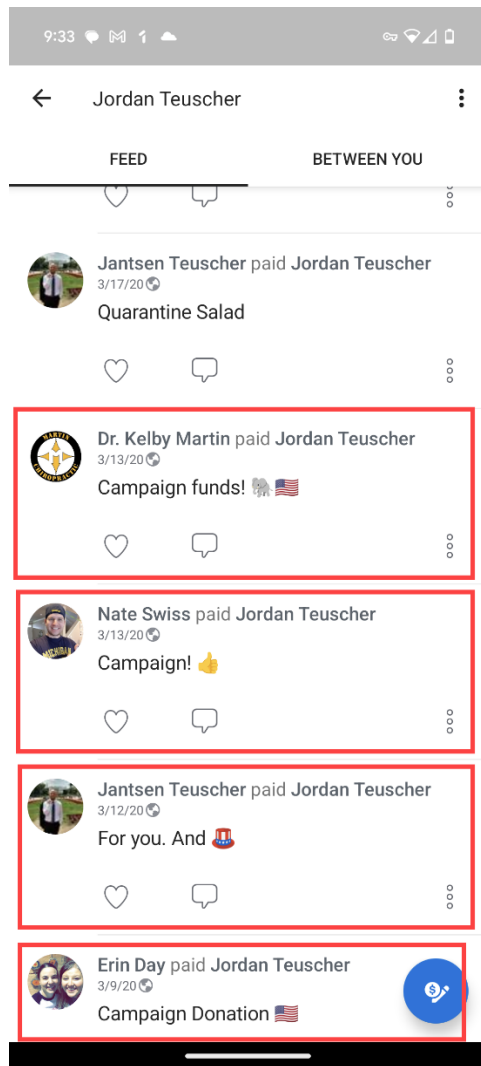 9:33
Jordan Teuscher
FEED BETWEEN YOU
Jantsen Teuscher paid Jordan Teuscher
3/17/20
Quarantine Salad
MARTIN
CHIROPRACTIC
Dr. Kelby Martin paid Jordan Teuscher
3/13/20
Campaign funds! 🐘🇺🇸
Nate Swiss paid Jordan Teuscher
3/13/20
MICHIGAN
Campaign! 👍
Jantsen Teuscher paid Jordan Teuscher
3/12/20
For you. And
Erin Day paid Jordan Teuscher
3/9/20
Campaign Donation 🇺🇸
$